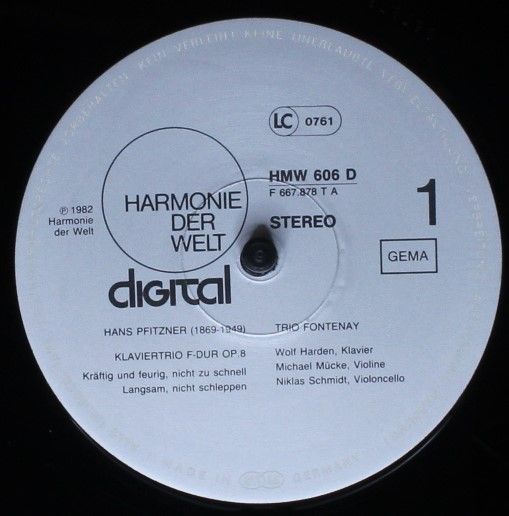 LC 0761
HMW 606 D
F 667.878 T A
STEREO
1
GEMA
℗ 1982
Harmonie
der Welt
HARMONIE
DER
WELT
digital
HANS PFITZNER (1869-1949)
KLAVIERTRIO F-DUR OP.8
Kräftig und feurig, nicht zu schnell
Langsam, nicht schleppen
TRIO FONTENAY
Wolf Harden, Klavier
Michael Mücke, Violine
Niklas Schmidt, Violoncello
MADE IN GERMANY